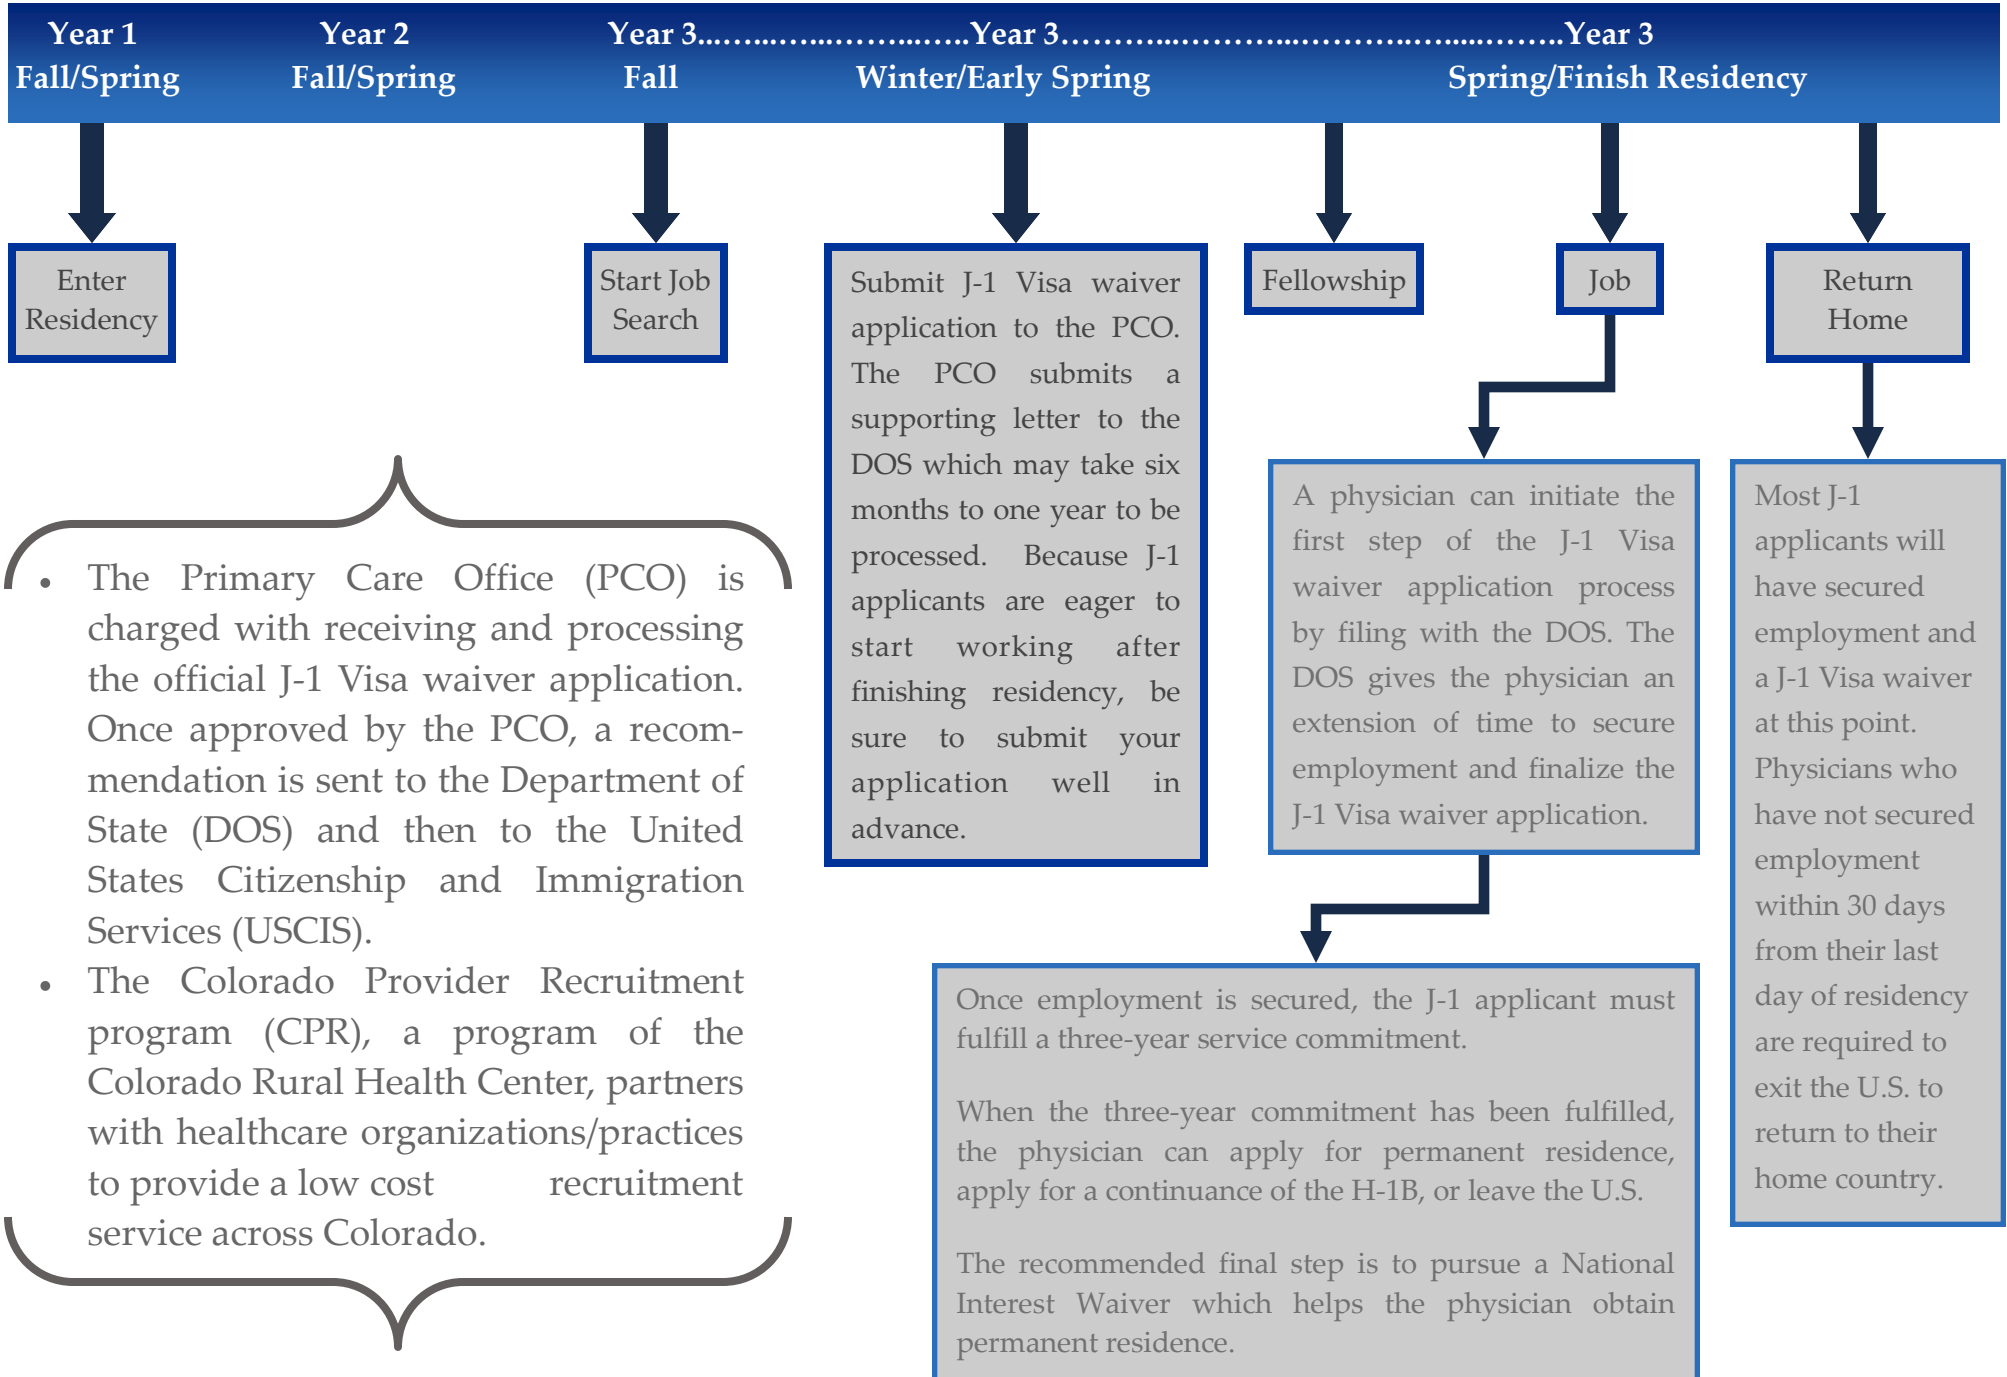 Year 1 Year 2 Year 3...…...…...………...…..Year 3………...…………...………..…....……..Year 3
Fall/Spring Fall/Spring Fall Winter/Early Spring Spring/Finish Residency
Enter
Residency
Start Job
Search
Submit J-1 Visa waiver
application to the PCO.
The PCO submits a
supporting letter to the
DOS which may take six
months to one year to be
processed. Because J-1
applicants are eager to
start working after
finishing residency, be
sure to submit your
application well in
advance.
Fellowship
Job
Return
Home
• The Primary Care Office (PCO) is
charged with receiving and processing
the official J-1 Visa waiver application.
Once approved by the PCO, a recom-
mendation is sent to the Department of
State (DOS) and then to the United
States Citizenship and Immigration
Services (USCIS).
• The Colorado Provider Recruitment
program (CPR), a program of the
Colorado Rural Health Center, partners
with healthcare organizations/practices
to provide a low cost recruitment
service across Colorado.
A physician can initiate the
first step of the J-1 Visa
waiver application process
by filing with the DOS. The
DOS gives the physician an
extension of time to secure
employment and finalize the
J-1 Visa waiver application.
Most J-1
applicants will
have secured
employment and
a J-1 Visa waiver
at this point.
Physicians who
have not secured
employment
within 30 days
from their last
day of residency
are required to
exit the U.S. to
return to their
home country.
Once employment is secured, the J-1 applicant must
fulfill a three-year service commitment.
When the three-year commitment has been fulfilled,
the physician can apply for permanent residence,
apply for a continuance of the H-1B, or leave the U.S.
The recommended final step is to pursue a National
Interest Waiver which helps the physician obtain
permanent residence.